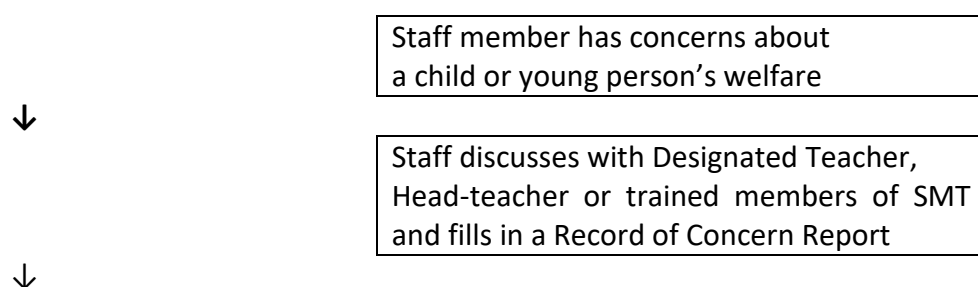 Staff member has concerns about
a child or young person’s welfare
↓
Staff discusses with Designated Teacher,
Head-teacher or trained members of SMT
and fills in a Record of Concern Report
↓